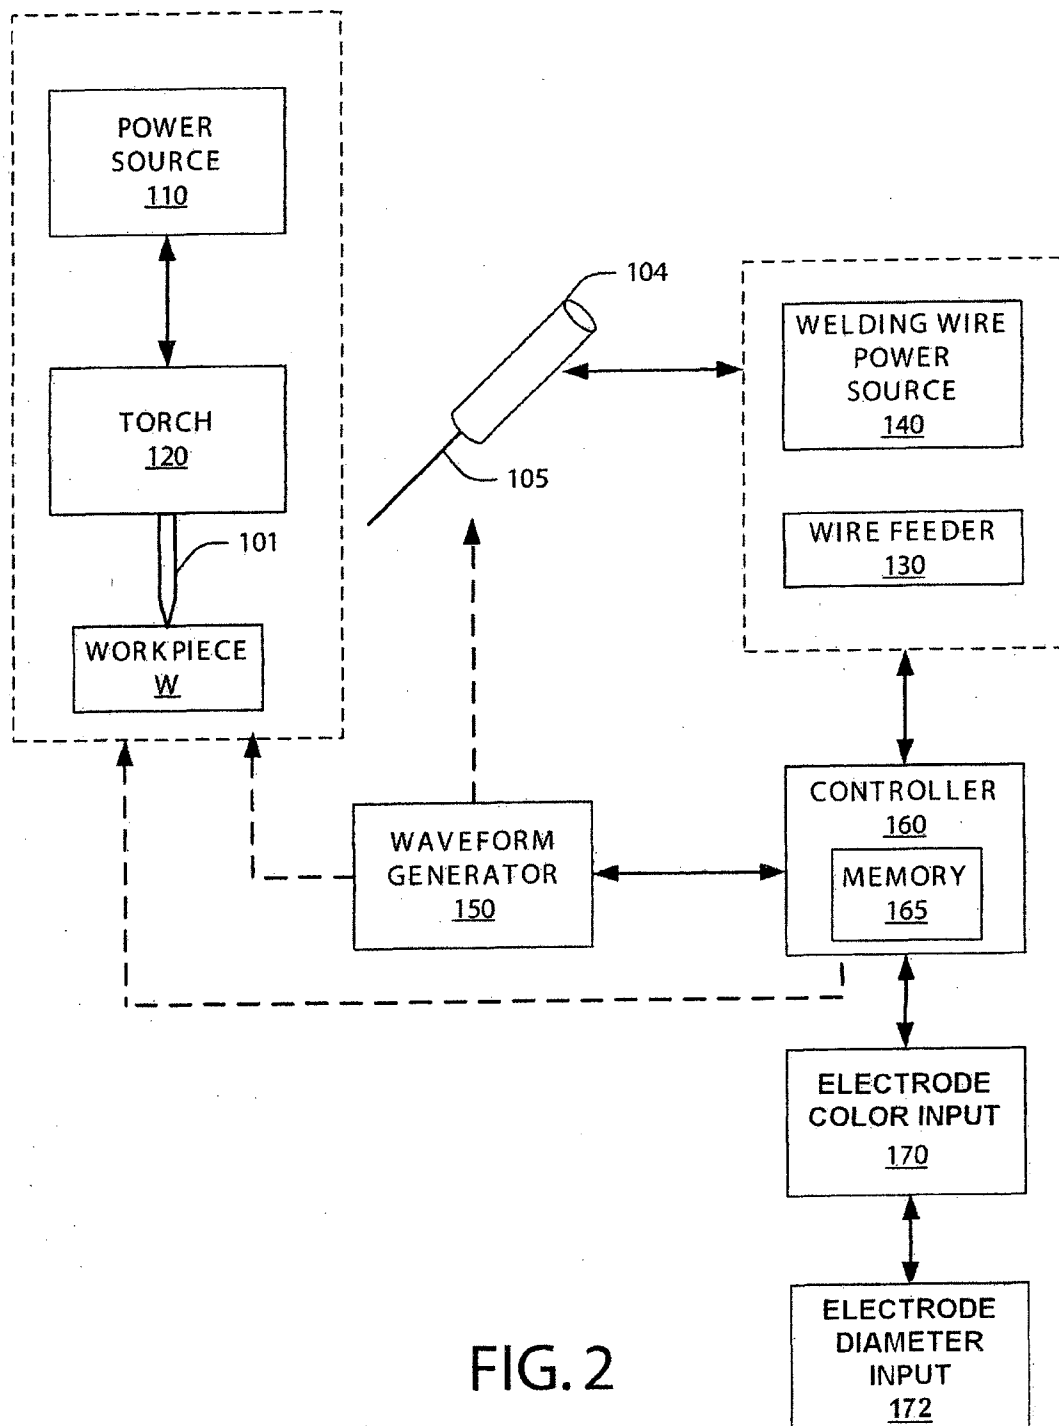 POWER
SOURCE
110
TORCH
120
101
WORKPIECE
W
104
105
WELDING WIRE
POWER
SOURCE
140
WIRE FEEDER
130
WAVEFORM
GENERATOR
150
CONTROLLER
160
MEMORY
165
ELECTRODE
COLOR INPUT
170
ELECTRODE
DIAMETER
INPUT
172
FIG. 2